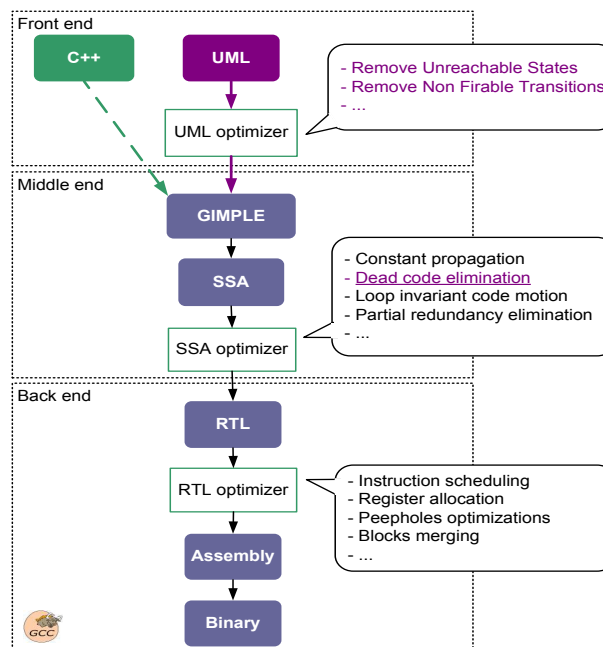 Front end
C++
UML
- Remove Unreachable States
- Remove Non Firable Transitions
- ...
UML optimizer
Middle end
GIMPLE
SSA
- Constant propagation
- Dead code elimination
- Loop invariant code motion
- Partial redundancy elimination
- ...
SSA optimizer
Back end
RTL
RTL optimizer
- Instruction scheduling
- Register allocation
- Peepholes optimizations
- Blocks merging
- ...
Assembly
Binary
GCC